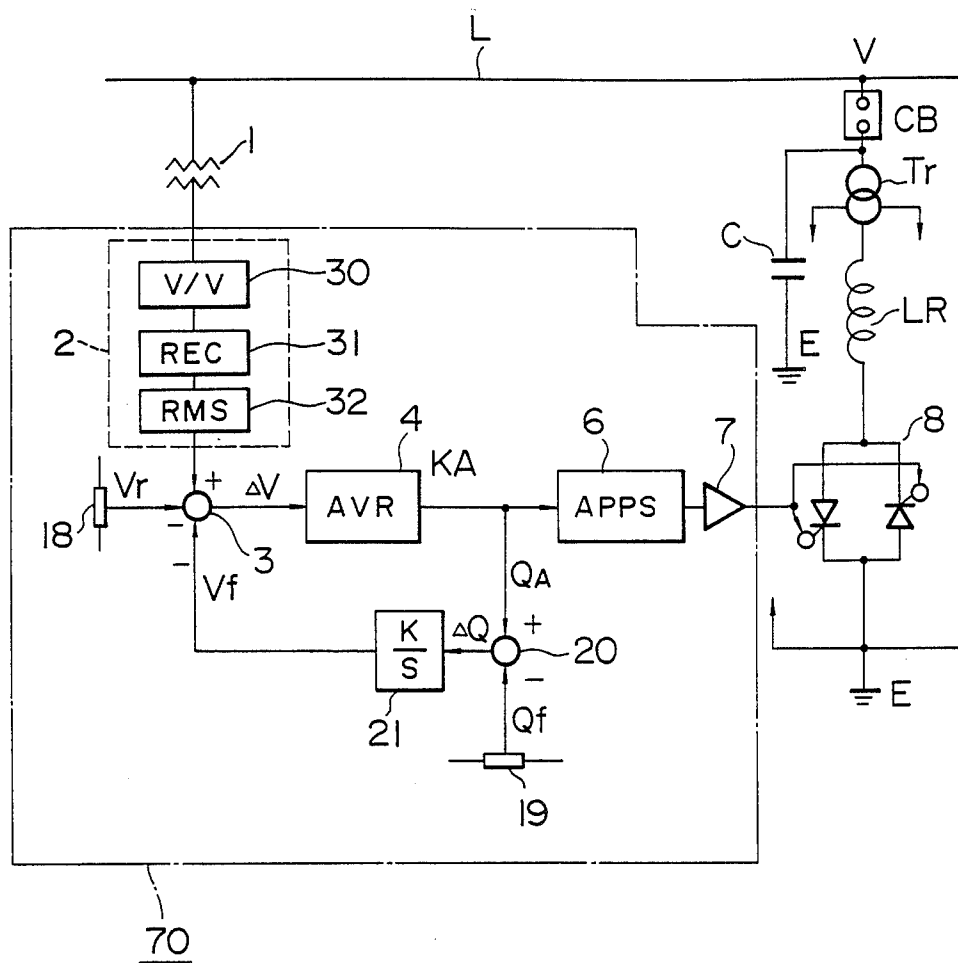 L
V
CB
1
Tr
C
V/V
30
LR
2
REC
31
E
RMS
32
4
6
8
KA
7
Vr
+
ΔV
AVR
APPS
18
−
3
−
Vf
QA
K
S
ΔQ
+
20
−
21
Qf
E
19
70